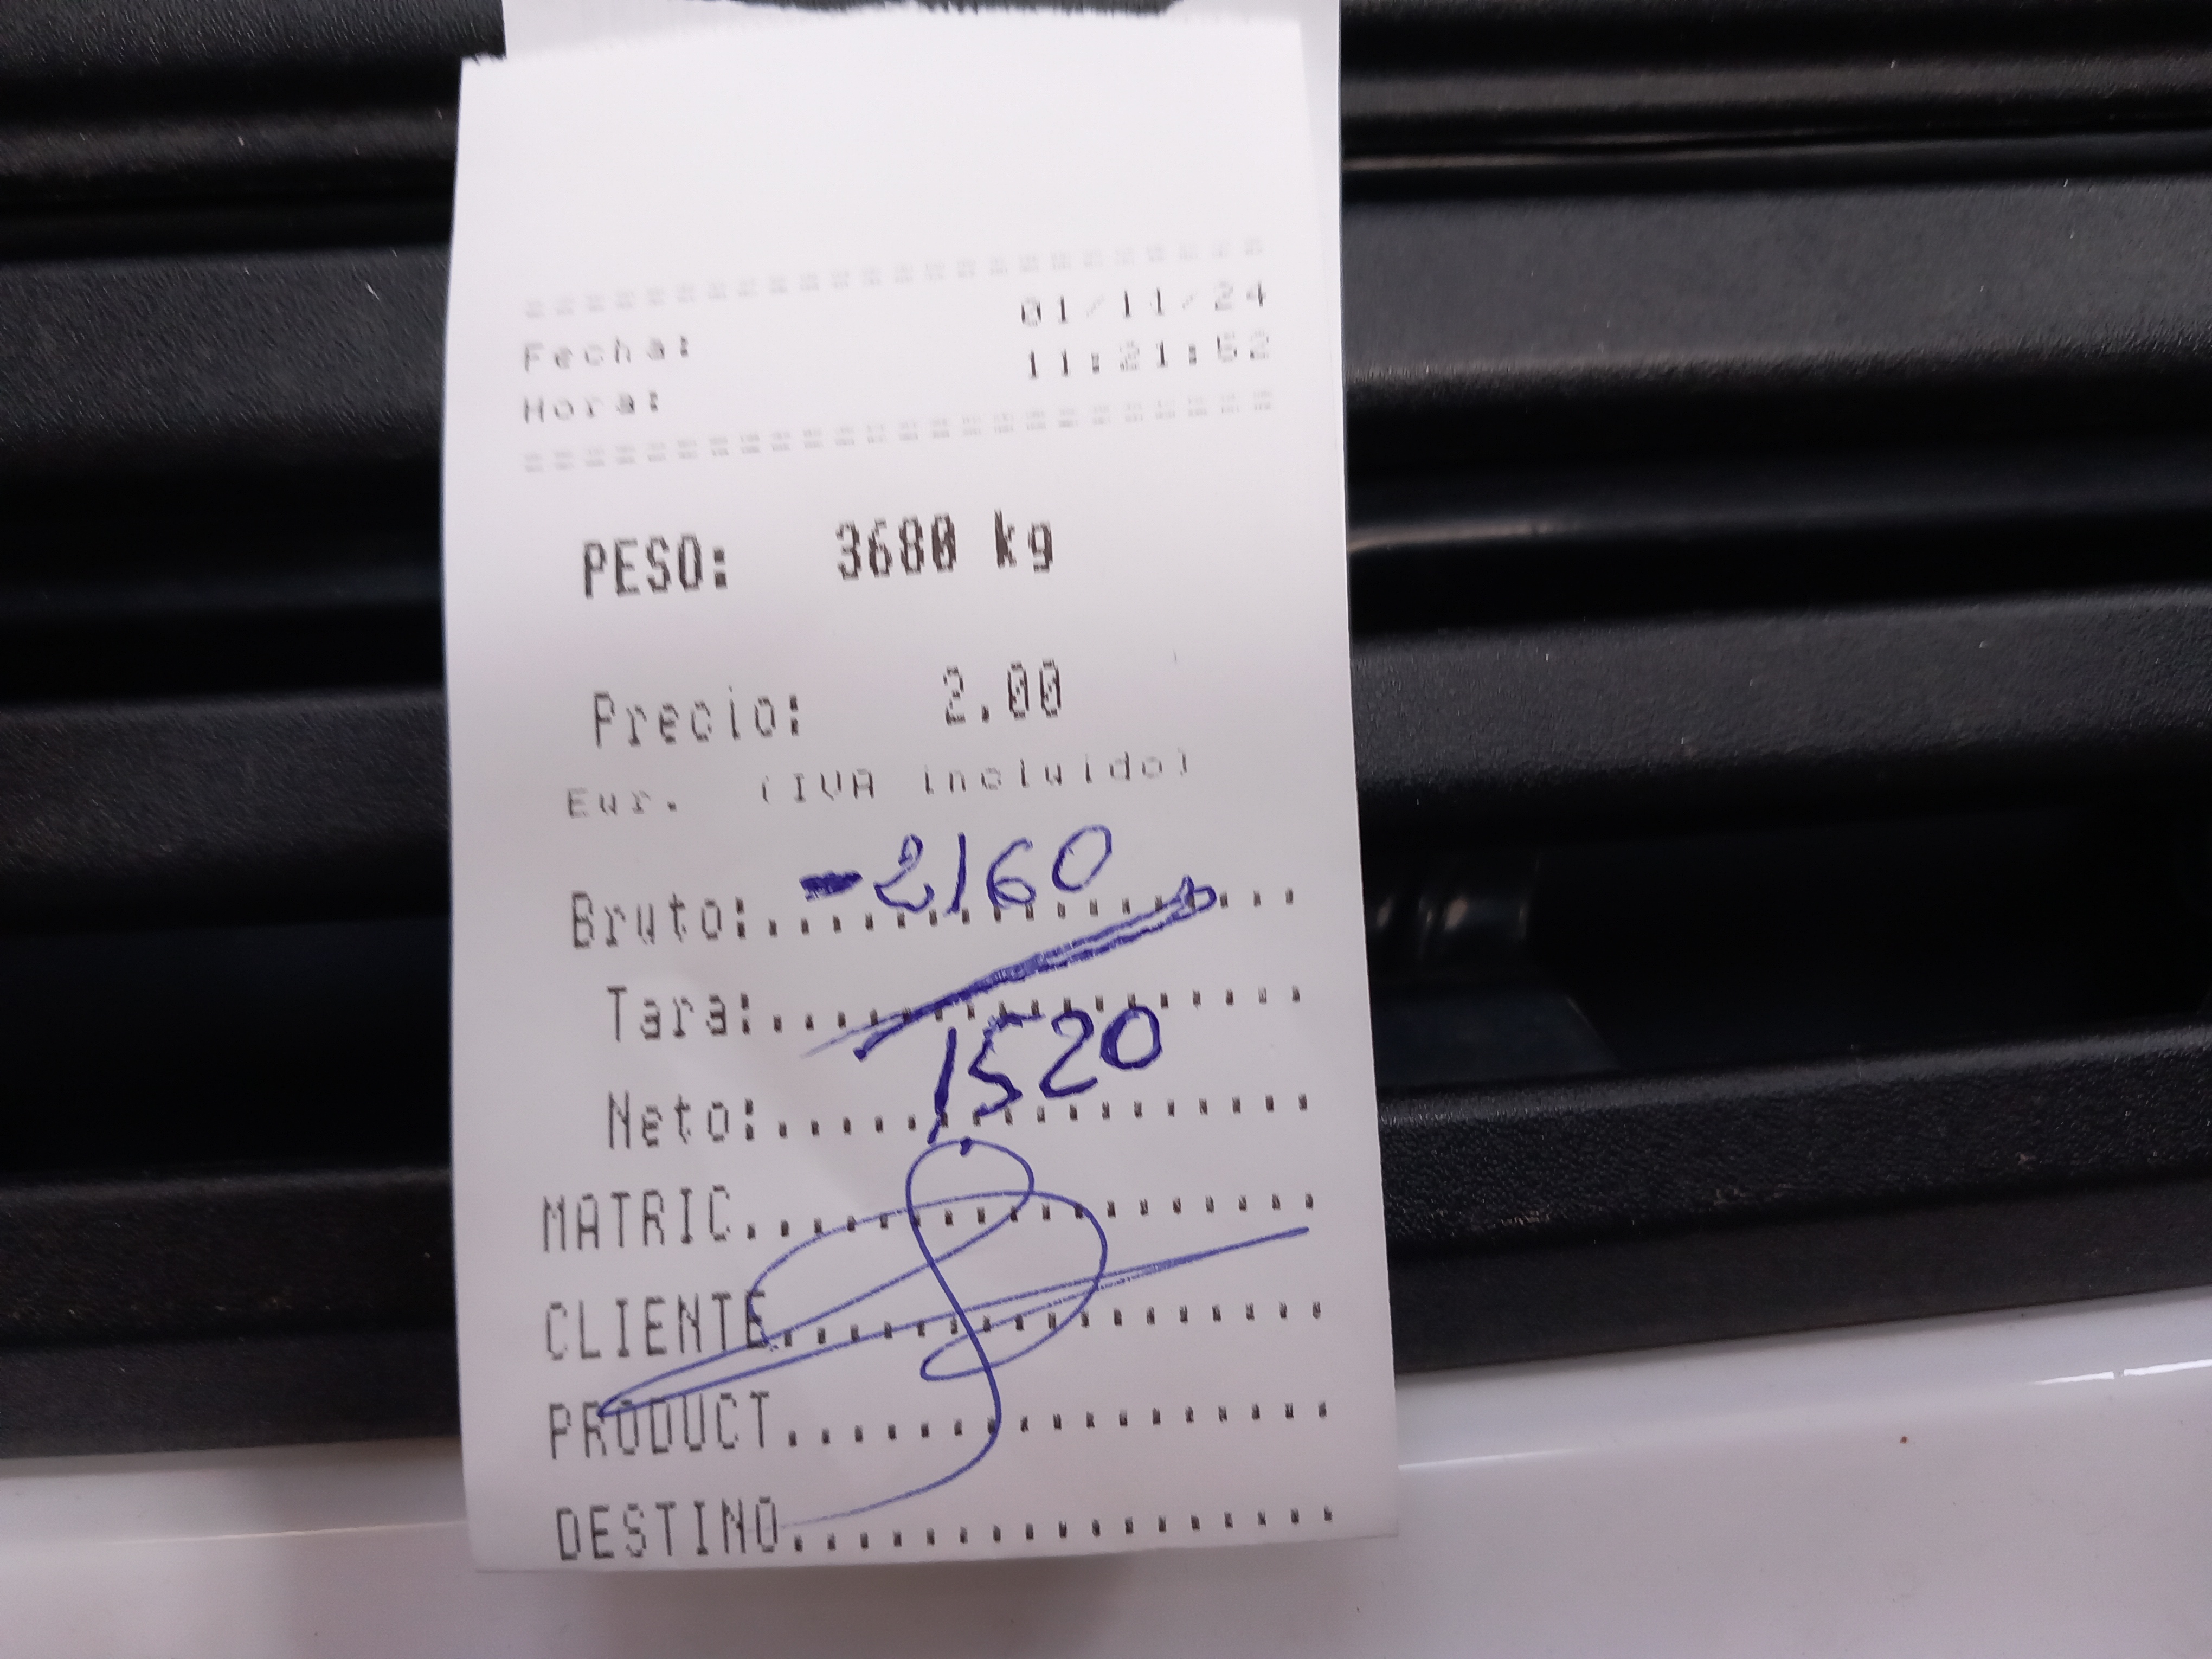 ==========================
Fecha: 01/11/24
Hora: 11:21:52
==========================
PESO: 3680 kg
Precio: 2.00
Eur. (IVA incluido)
Bruto:.......-2160.......
Tara:.................
Neto:.....1520.......
MATRIC..................
CLIENTE.................
PRODUCT.................
DESTINO.................